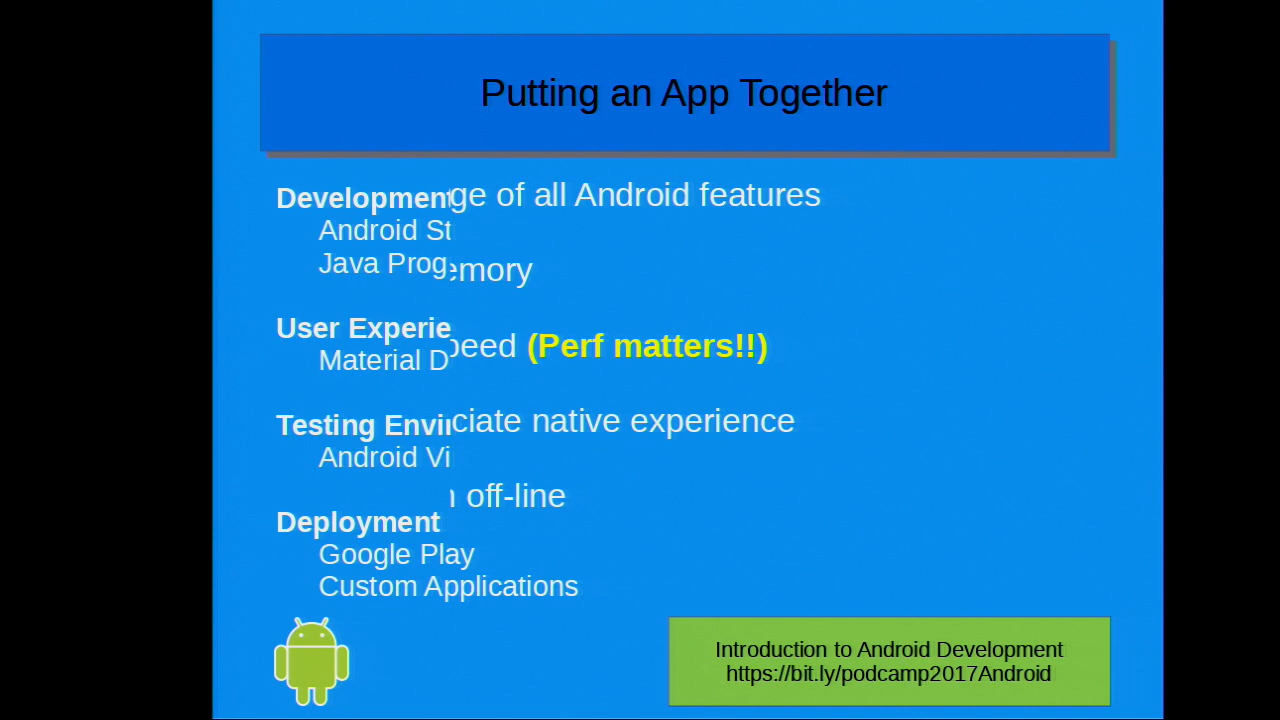 Putting an App Together
Development
ge of all Android features
Android St
Java Prog
emory
User Experie
peed (Perf matters!!)
Material D
Testing Envi
ciate native experience
Android Vi
off-line
Deployment
Google Play
Custom Applications
Introduction to Android Development
https://bit.ly/podcamp2017Android